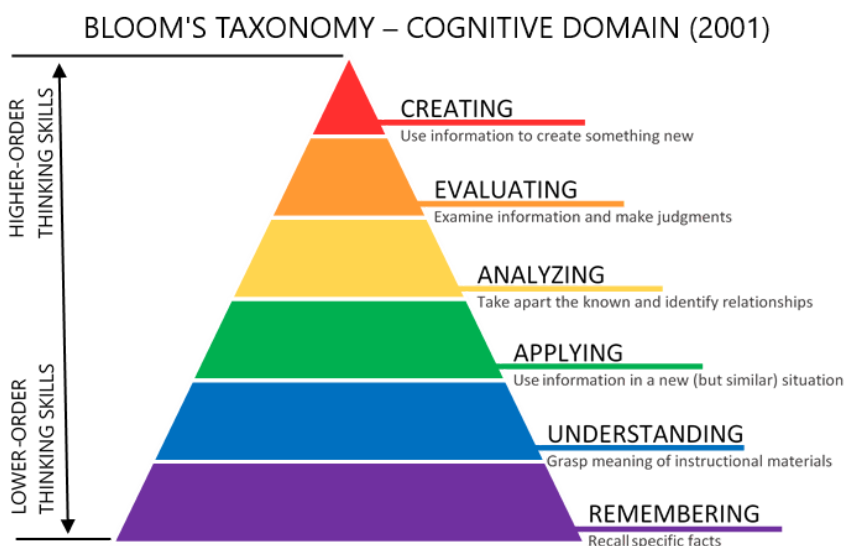 BLOOM'S TAXONOMY – COGNITIVE DOMAIN (2001)
HIGHER-ORDER
THINKING SKILLS
LOWER-ORDER
THINKING SKILLS
CREATING
Use information to create something new
EVALUATING
Examine information and make judgments
ANALYZING
Take apart the known and identify relationships
APPLYING
Use information in a new (but similar) situation
UNDERSTANDING
Grasp meaning of instructional materials
REMEMBERING
Recall specific facts